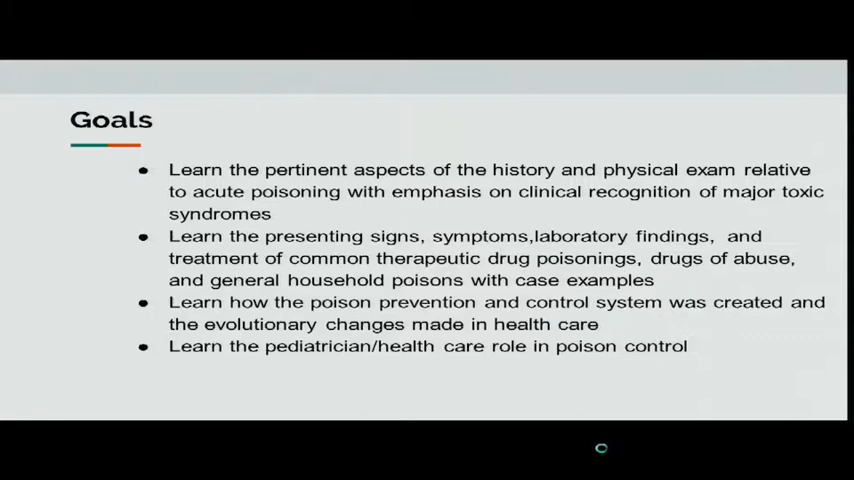 Goals
● Learn the pertinent aspects of the history and physical exam relative
to acute poisoning with emphasis on clinical recognition of major toxic
syndromes
● Learn the presenting signs, symptoms,laboratory findings, and
treatment of common therapeutic drug poisonings, drugs of abuse,
and general household poisons with case examples
● Learn how the poison prevention and control system was created and
the evolutionary changes made in health care
● Learn the pediatrician/health care role in poison control